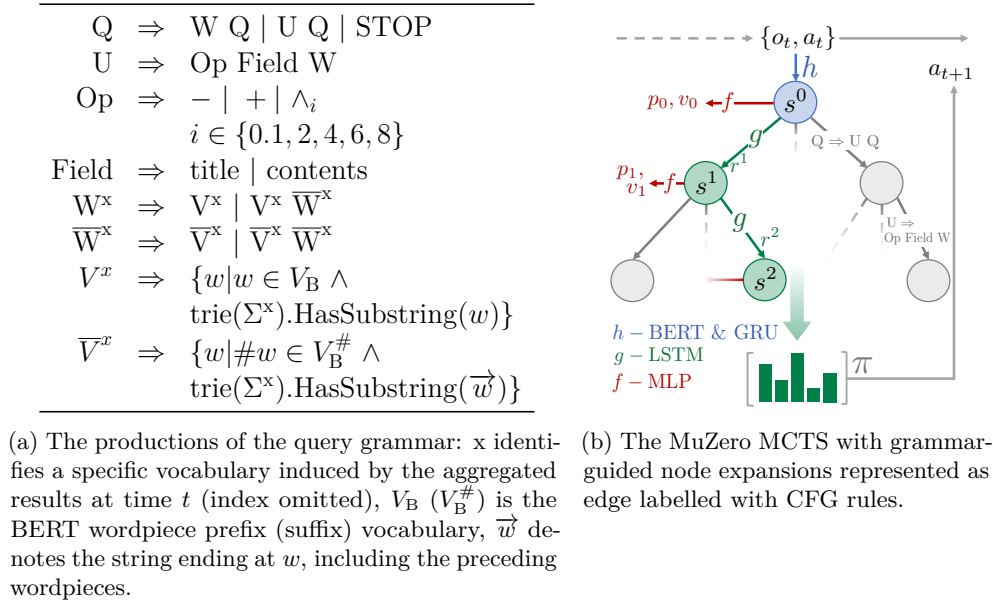 Q ⇒ W Q | U Q | STOP
U ⇒ Op Field W
Op ⇒ − | + | ∧ᵢ
i ∈ {0.1, 2, 4, 6, 8}
Field ⇒ title | contents
Wˣ ⇒ Vˣ | Vˣ W̅ˣ
W̅ˣ ⇒ V̅ˣ | V̅ˣ W̅ˣ
Vˣ ⇒ {w|w ∈ V_B ∧
trie(Σˣ).HasSubstring(w)}
V̅ˣ ⇒ {w|#w ∈ V_B^# ∧
trie(Σˣ).HasSubstring(w⃗)}
(a) The productions of the query grammar: x identi-
fies a specific vocabulary induced by the aggregated
results at time t (index omitted), V_B (V_B^#) is the
BERT wordpiece prefix (suffix) vocabulary, w⃗ de-
notes the string ending at w, including the preceding
wordpieces.
{oₜ, aₜ}
h
aₜ₊₁
p₀, v₀
f
s⁰
g
Q ⇒ U Q
r¹
p₁,
v₁
f
s¹
g
r²
U ⇒
Op Field W
s²
h − BERT & GRU
g − LSTM
f − MLP
π
(b) The MuZero MCTS with grammar-
guided node expansions represented as
edge labelled with CFG rules.